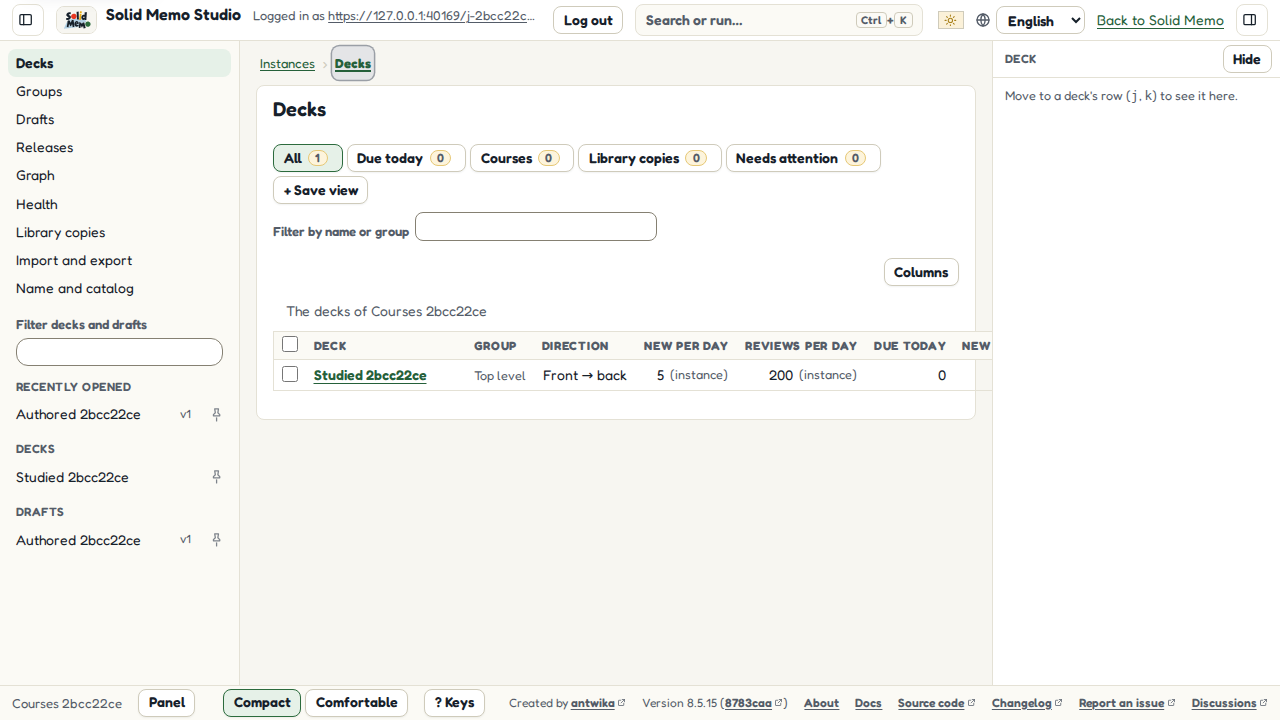 Solid Memo
Solid Memo Studio
Logged in as https://127.0.0.1:40169/j-2bcc22c…
Log out
Search or run... Ctrl+K
English
Back to Solid Memo
Decks
Groups
Drafts
Releases
Graph
Health
Library copies
Import and export
Name and catalog
Filter decks and drafts
RECENTLY OPENED
Authored 2bcc22ce v1
DECKS
Studied 2bcc22ce
DRAFTS
Authored 2bcc22ce v1
Instances › Decks
Decks
All 1 Due today 0 Courses 0 Library copies 0 Needs attention 0
+ Save view
Filter by name or group
Columns
The decks of Courses 2bcc22ce
DECK GROUP DIRECTION NEW PER DAY REVIEWS PER DAY DUE TODAY NEW
Studied 2bcc22ce Top level Front → back 5 (instance) 200 (instance) 0
DECK
Hide
Move to a deck's row (j, k) to see it here.
Courses 2bcc22ce Panel Compact Comfortable ? Keys Created by antwika Version 8.5.15 (8783caa) About Docs Source code Changelog Report an issue Discussions